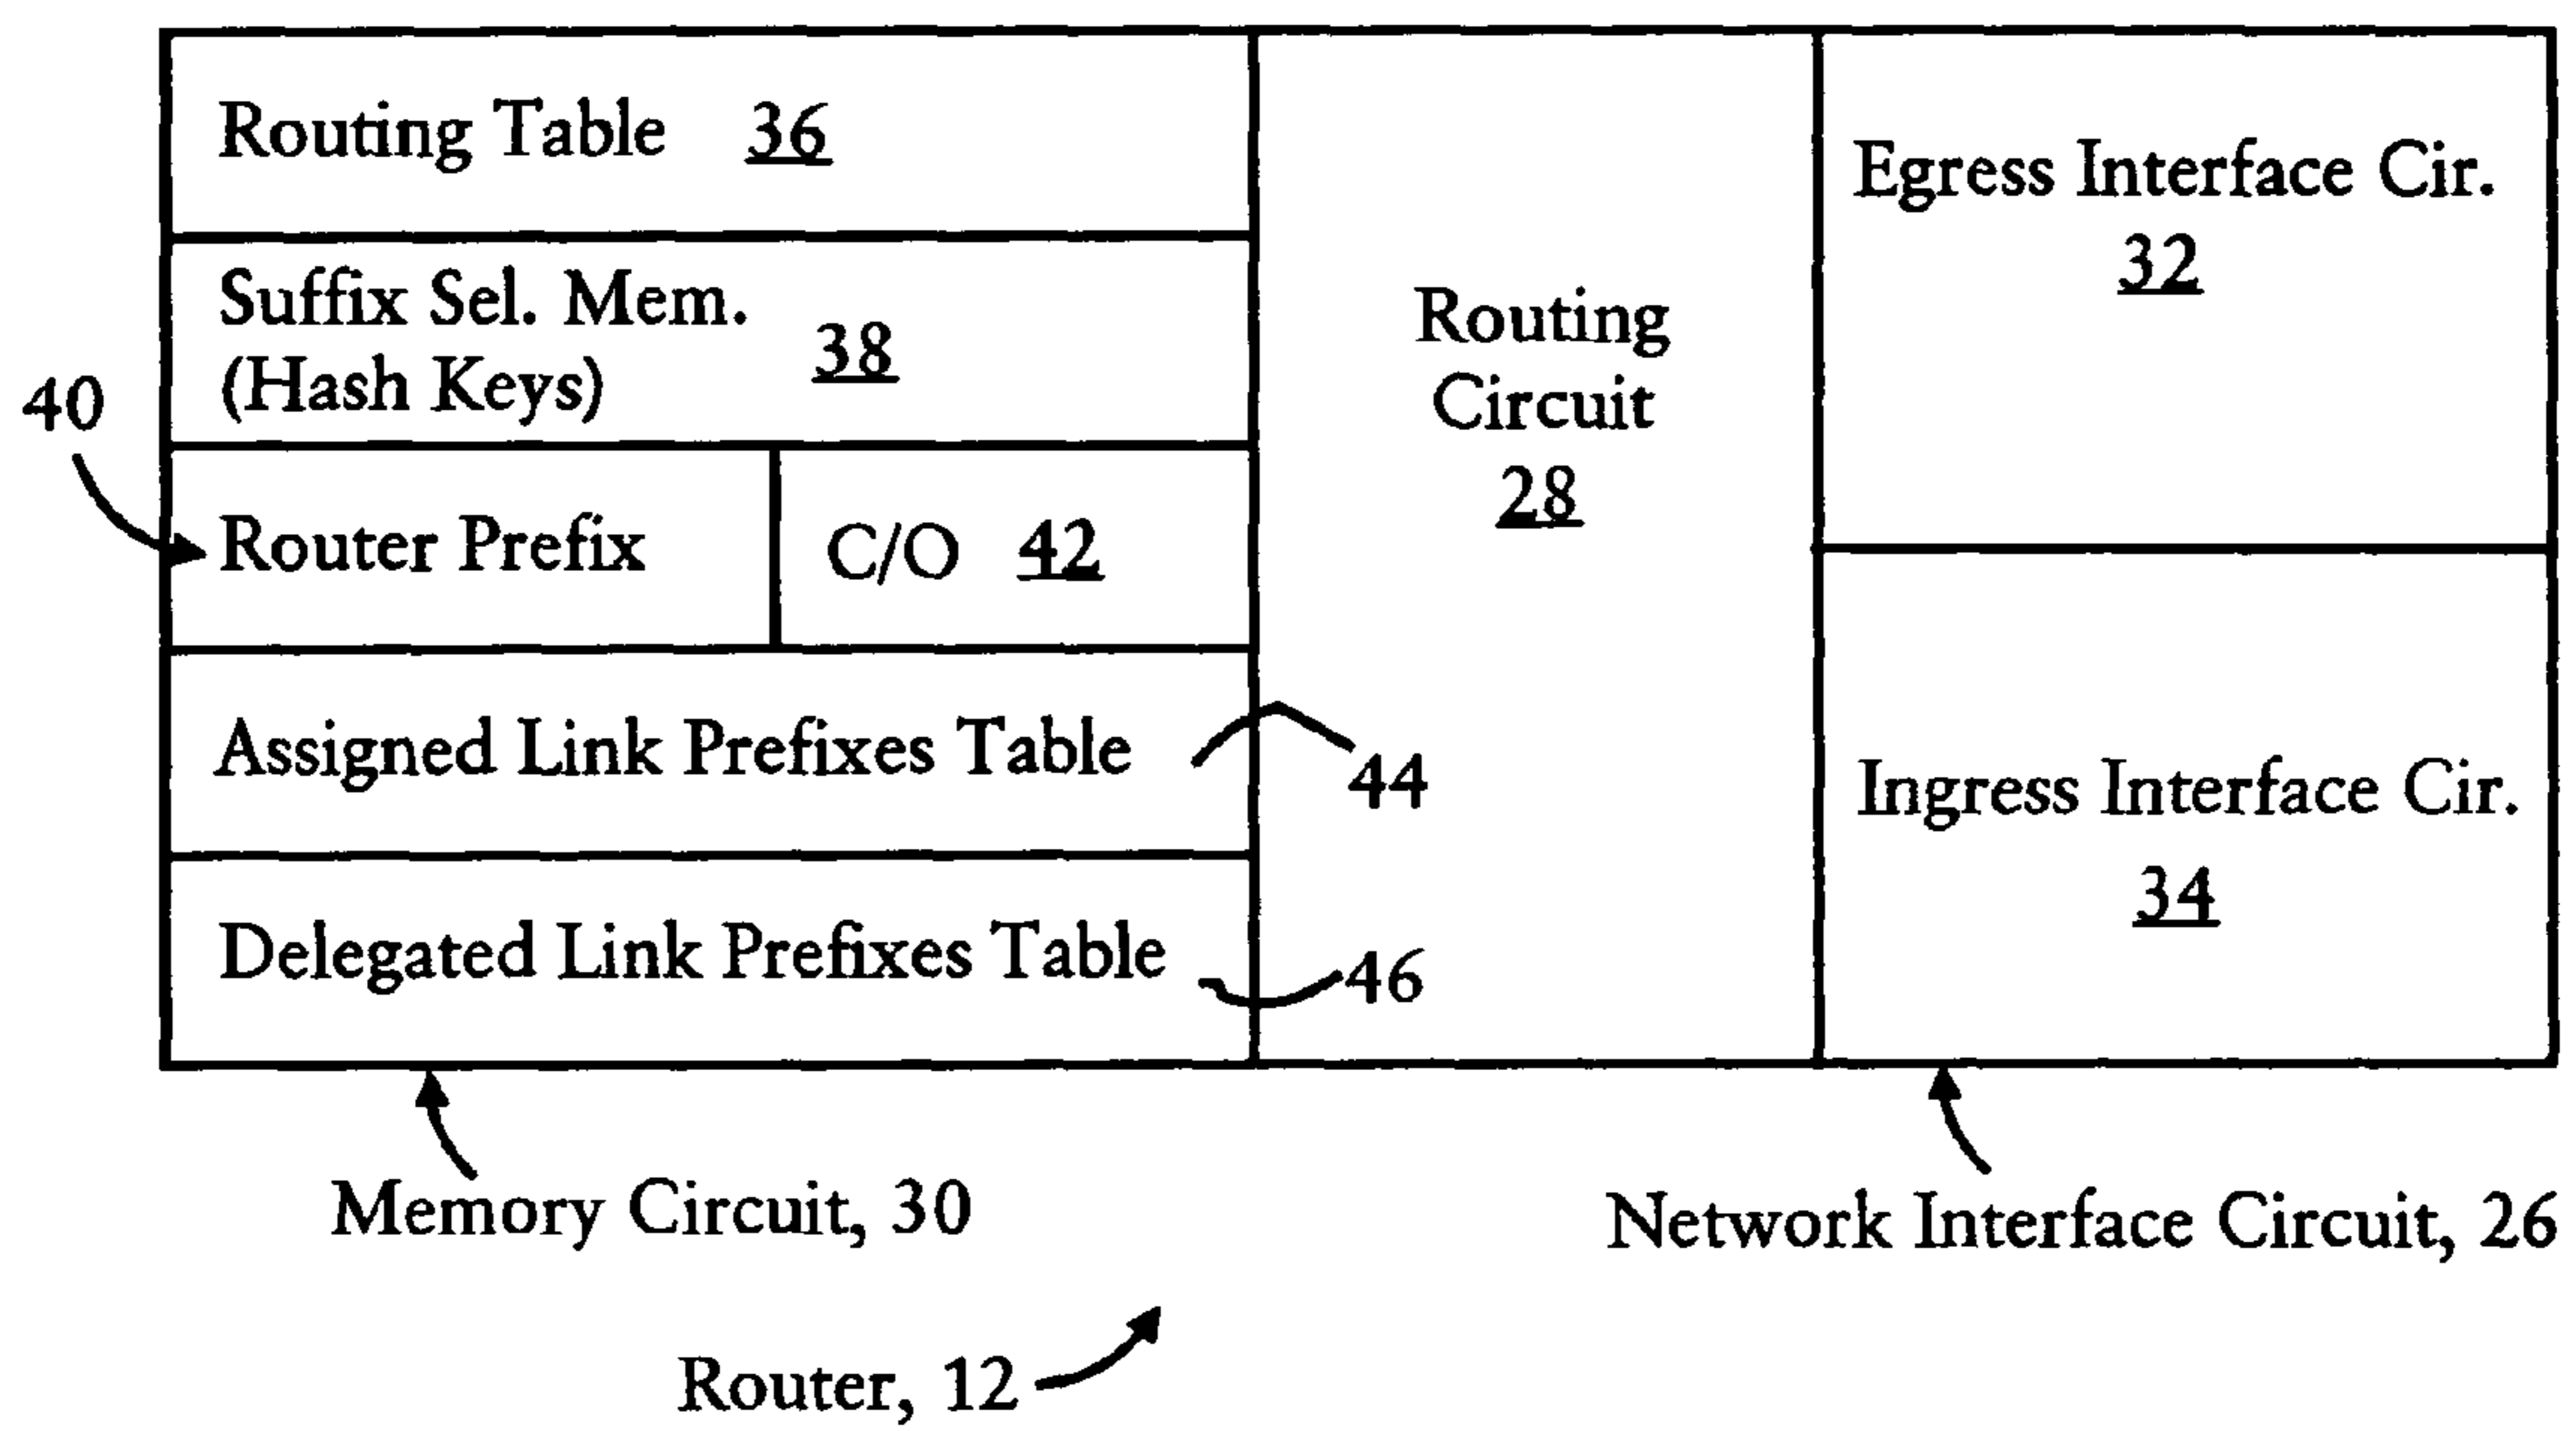 Routing Table 36
Suffix Sel. Mem.
(Hash Keys) 38
40
Router Prefix
C/O 42
Assigned Link Prefixes Table
44
Delegated Link Prefixes Table
46
Routing
Circuit
28
Egress Interface Cir.
32
Ingress Interface Cir.
34
Memory Circuit, 30
Network Interface Circuit, 26
Router, 12